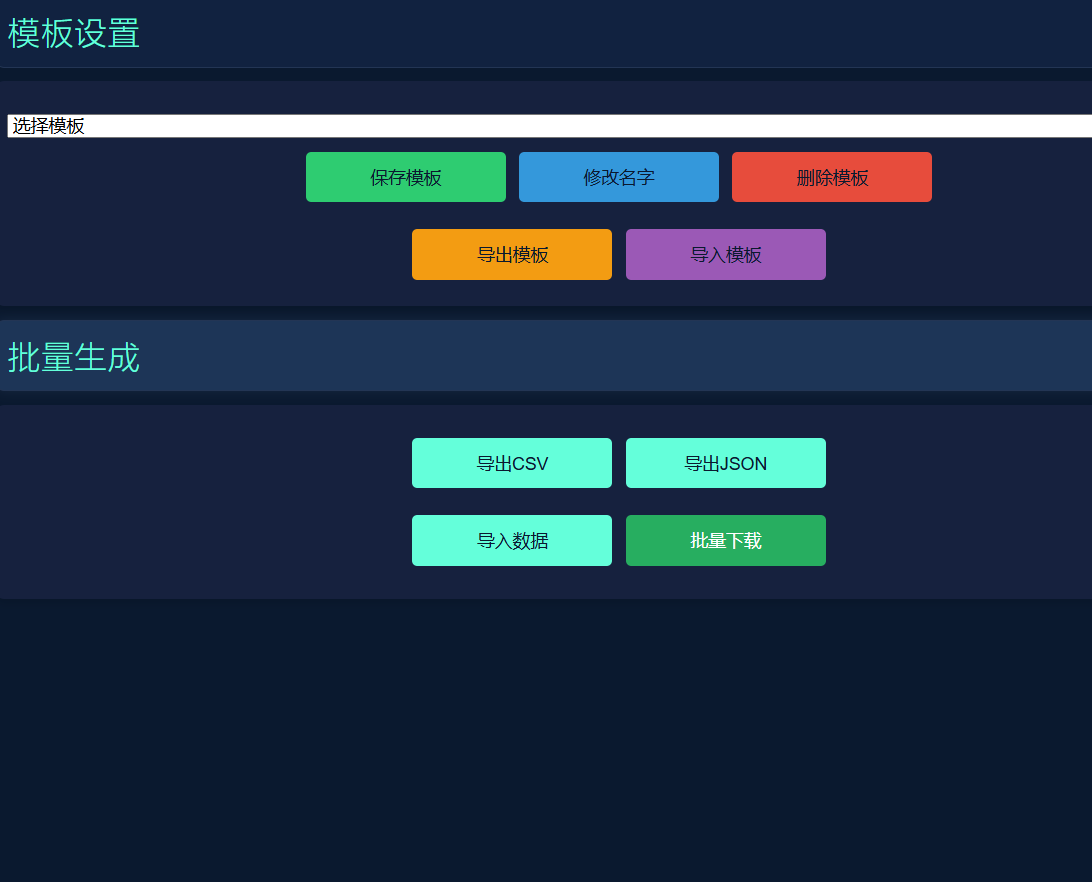 模板设置
选择模板
保存模板 修改名字 删除模板
导出模板 导入模板
批量生成
导出CSV 导出JSON
导入数据 批量下载